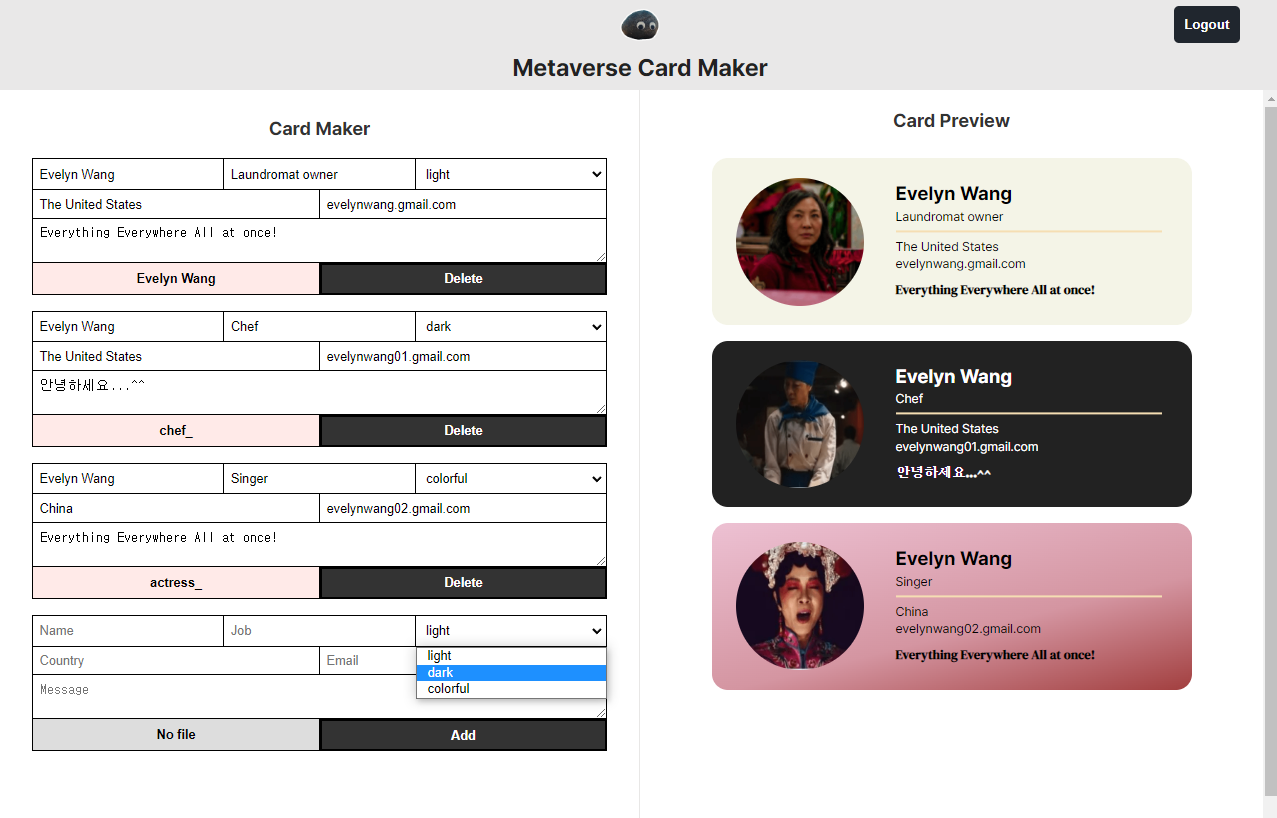 Logout
Metaverse Card Maker
Card Maker
Evelyn Wang Laundromat owner light
The United States evelynwang.gmail.com
Everything Everywhere All at once!
Evelyn Wang Delete
Evelyn Wang Chef dark
The United States evelynwang01.gmail.com
안녕하세요...^^
chef_ Delete
Evelyn Wang Singer colorful
China evelynwang02.gmail.com
Everything Everywhere All at once!
actress_ Delete
Name Job light
Country Email
light
dark
colorful
Message
No file Add
Card Preview
Evelyn Wang
Laundromat owner
The United States
evelynwang.gmail.com
Everything Everywhere All at once!
Evelyn Wang
Chef
The United States
evelynwang01.gmail.com
안녕하세요...^^
Evelyn Wang
Singer
China
evelynwang02.gmail.com
Everything Everywhere All at once!